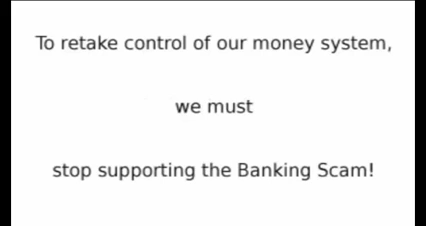 To retake control of our money system,
we must
stop supporting the Banking Scam!